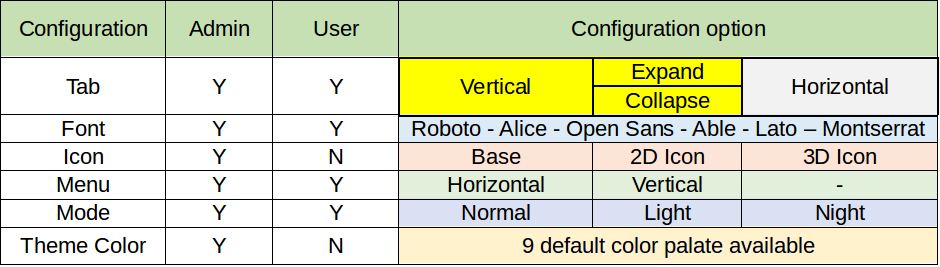 Configuration Admin User Configuration option
Tab Y Y Vertical Expand Horizontal
Collapse
Font Y Y Roboto - Alice - Open Sans - Able - Lato – Montserrat
Icon Y N Base 2D Icon 3D Icon
Menu Y Y Horizontal Vertical -
Mode Y Y Normal Light Night
Theme Color Y N 9 default color palate available